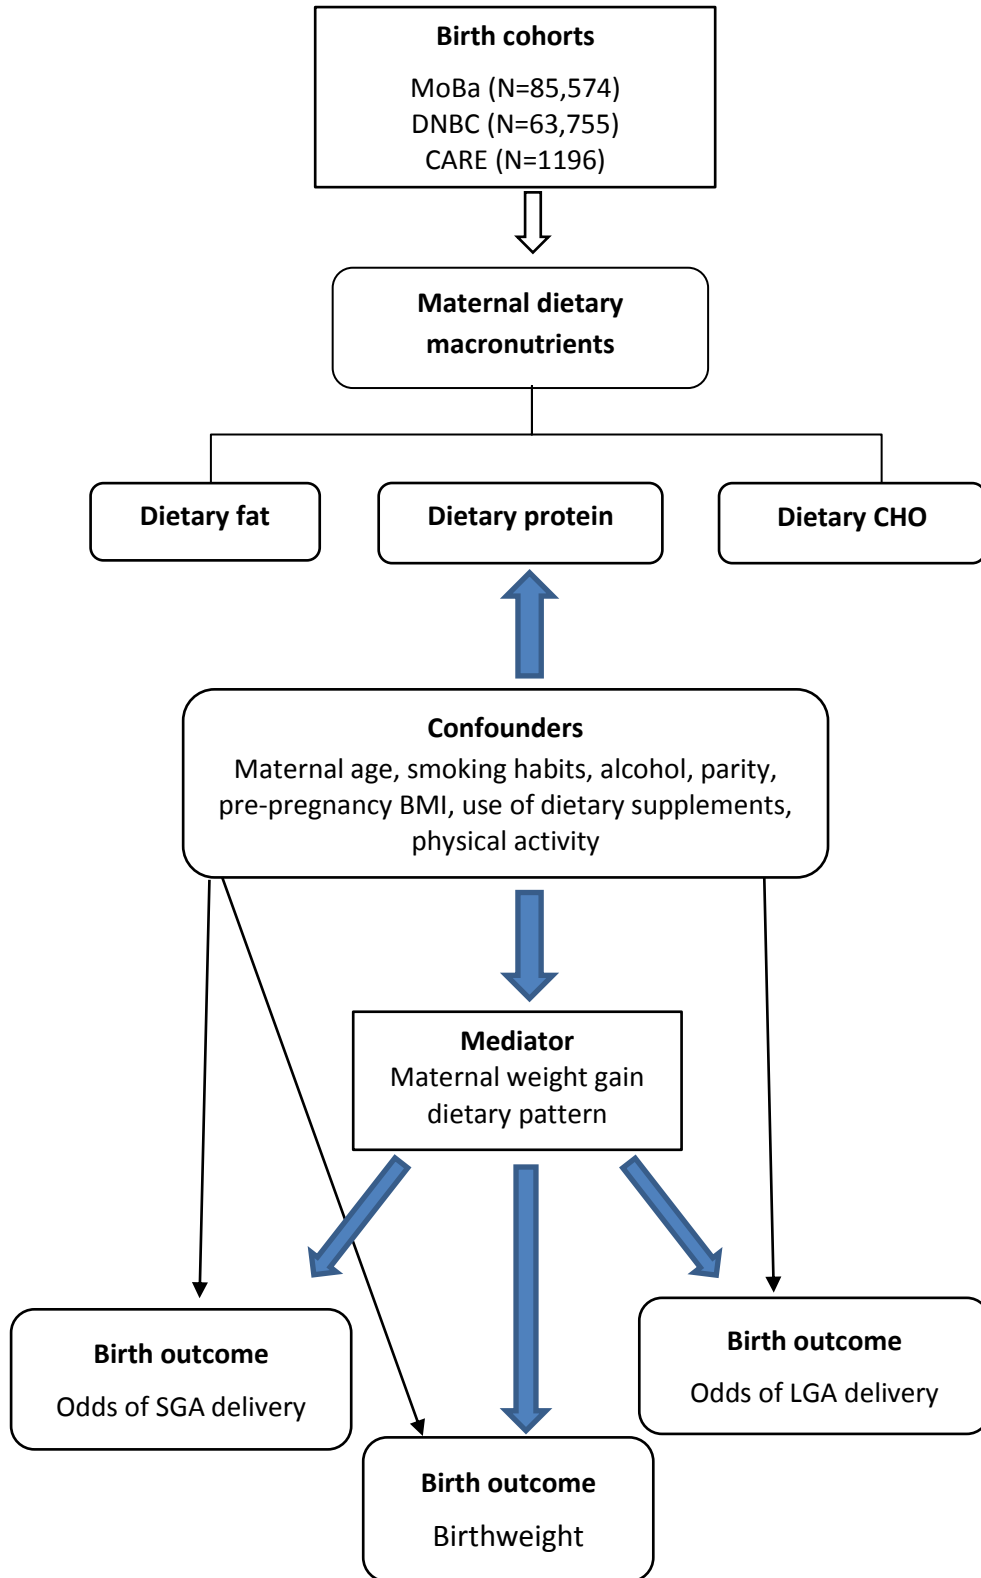 Birth cohorts
MoBa (N=85,574)
DNBC (N=63,755)
CARE (N=1196)
Maternal dietary
macronutrients
Dietary fat
Dietary protein
Dietary CHO
Confounders
Maternal age, smoking habits, alcohol, parity,
pre-pregnancy BMI, use of dietary supplements,
physical activity
Mediator
Maternal weight gain
dietary pattern
Birth outcome
Odds of SGA delivery
Birth outcome
Odds of LGA delivery
Birth outcome
Birthweight